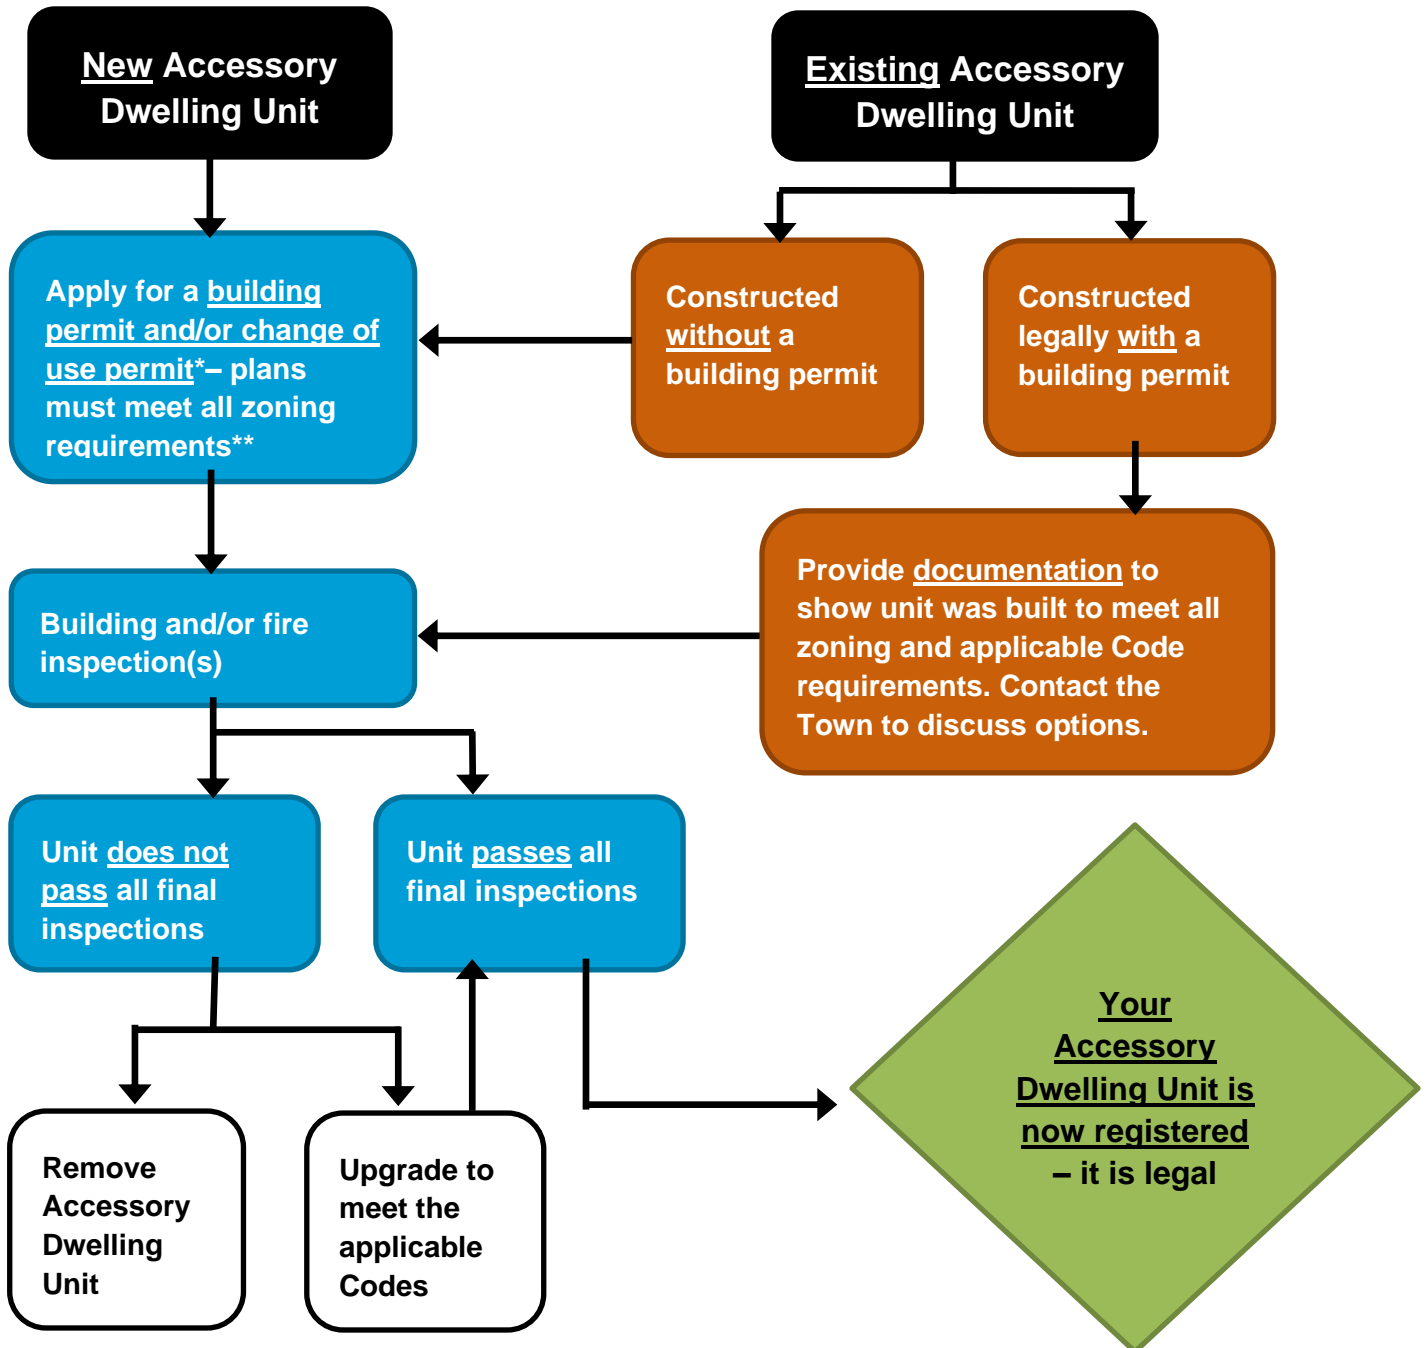 New Accessory
Dwelling Unit
Existing Accessory
Dwelling Unit
Apply for a building
permit and/or change of
use permit*– plans
must meet all zoning
requirements**
Constructed
without a
building permit
Constructed
legally with a
building permit
Building and/or fire
inspection(s)
Provide documentation to
show unit was built to meet all
zoning and applicable Code
requirements. Contact the
Town to discuss options.
Unit does not
pass all final
inspections
Unit passes all
final inspections
Your
Accessory
Dwelling Unit is
now registered
– it is legal
Remove
Accessory
Dwelling
Unit
Upgrade to
meet the
applicable
Codes